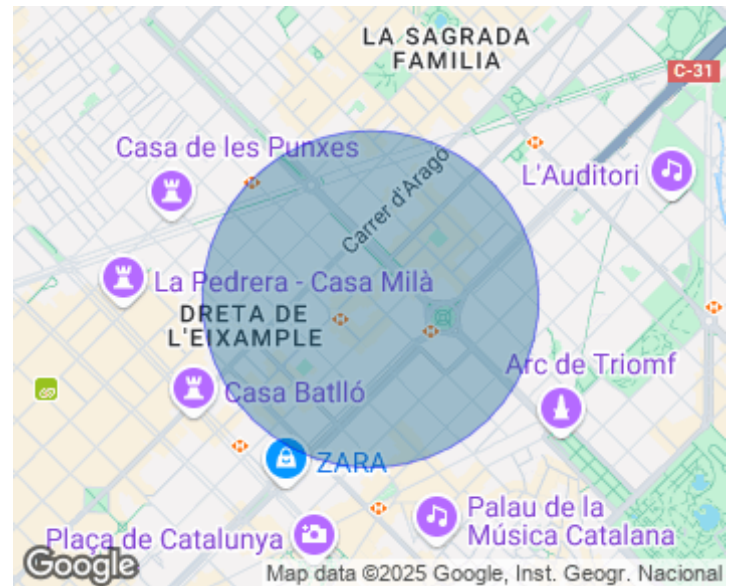 LA SAGRADA
FAMILIA
C-31
Casa de les Punxes
L'Auditori
Carrer d'Aragó
La Pedrera - Casa Milà
DRETA DE
L'EIXAMPLE
Arc de Triomf
Casa Batlló
ZARA
Palau de la
Música Catalana
Plaça de Catalunya
Google
Map data ©2025 Google, Inst. Geogr. Nacional